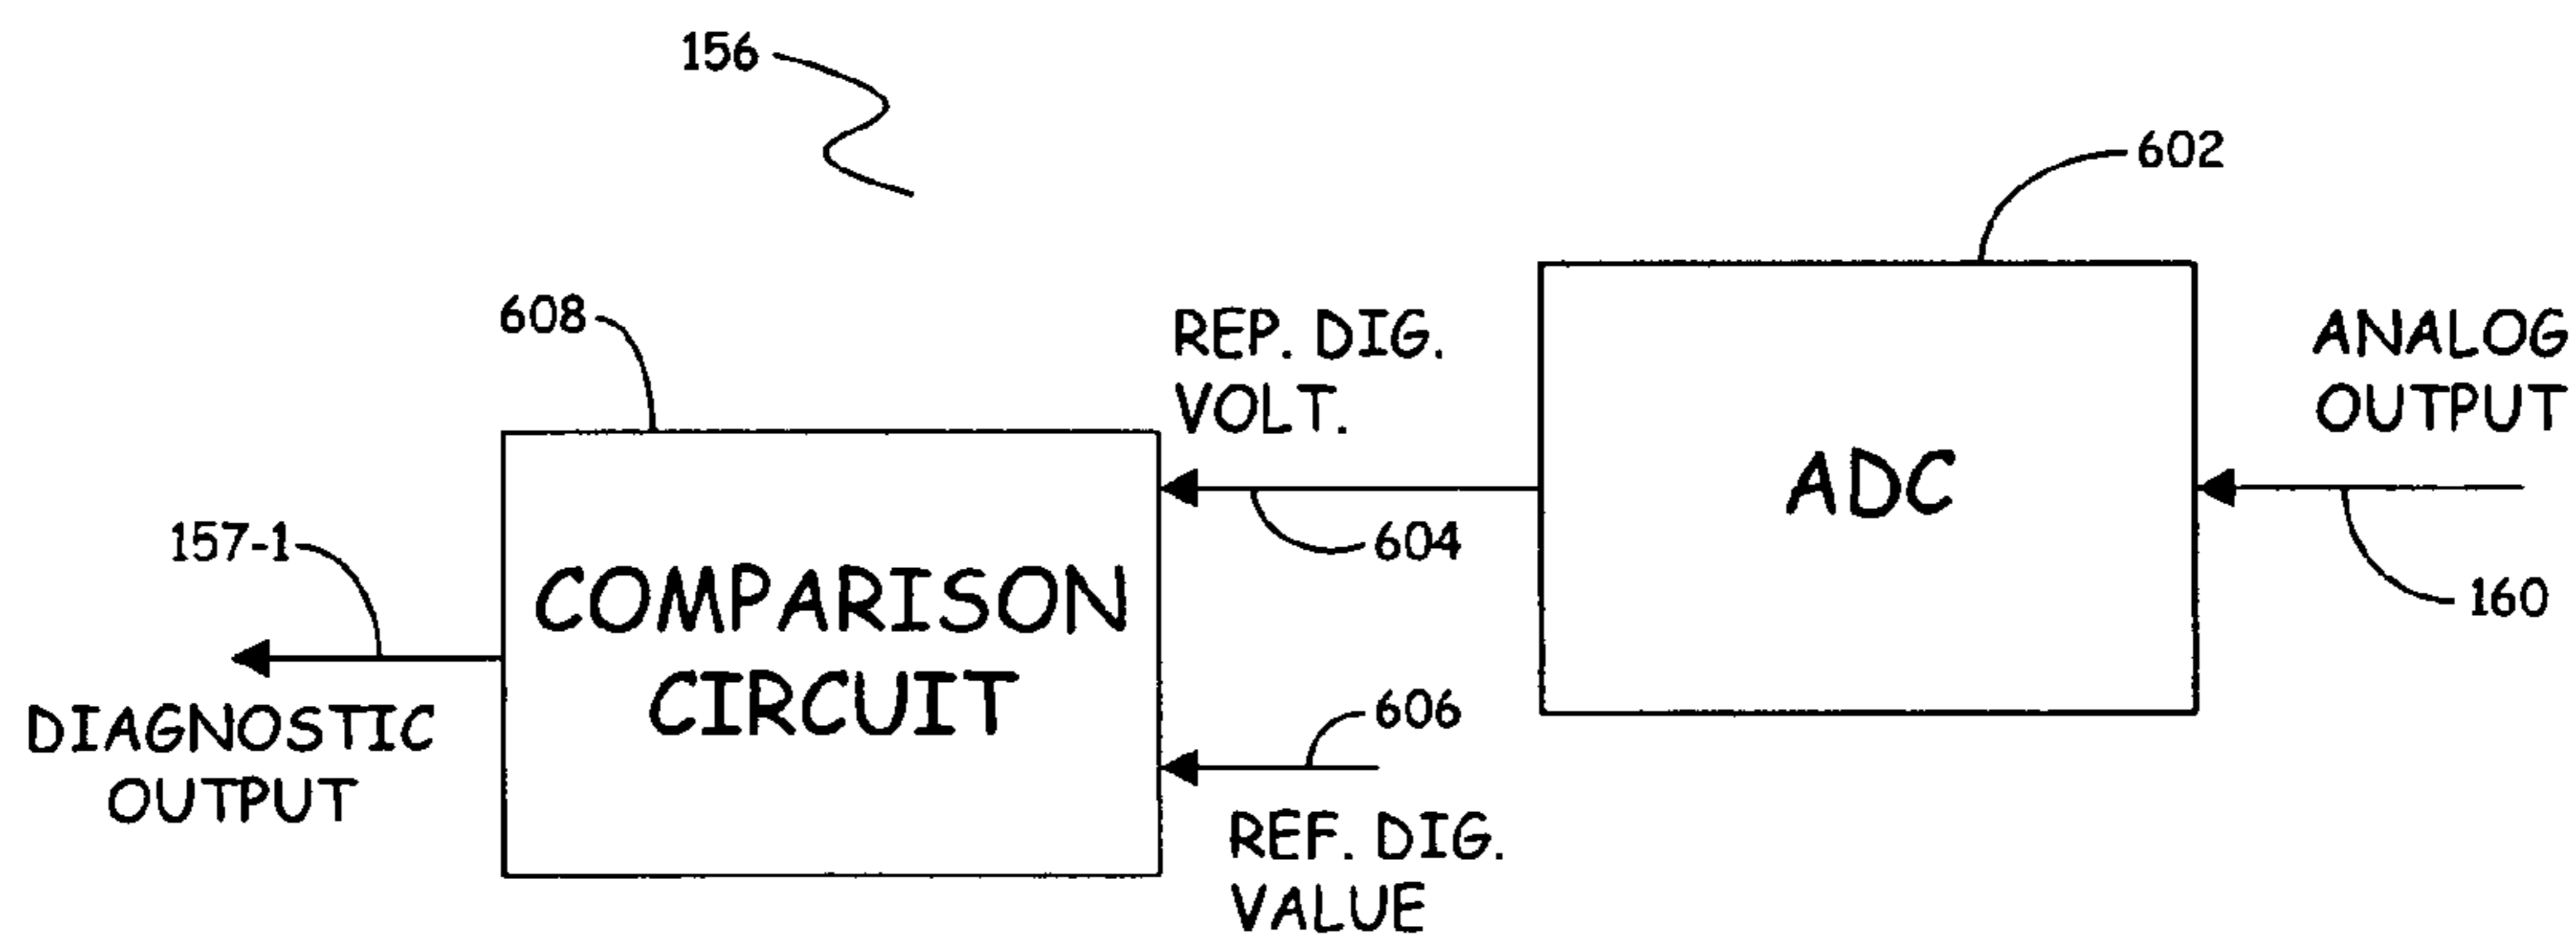 156
602
608
REP. DIG.
VOLT.
ANALOG
OUTPUT
ADC
157-1
604
COMPARISON
CIRCUIT
160
606
DIAGNOSTIC
OUTPUT
REF. DIG.
VALUE